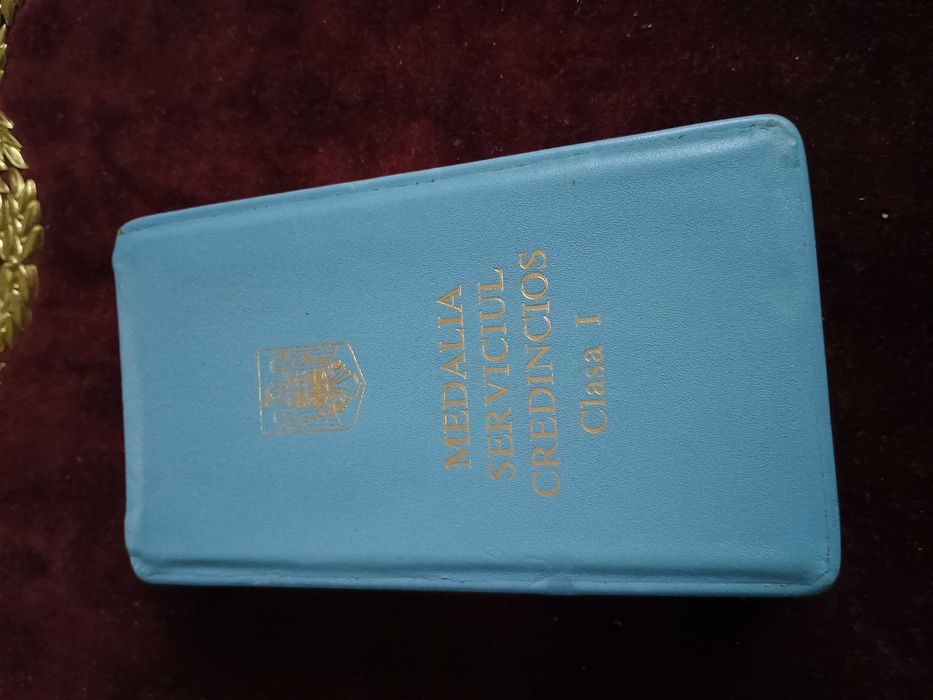 MEDALIA
SERVICIUL
CREDINCIOS
Clasa I